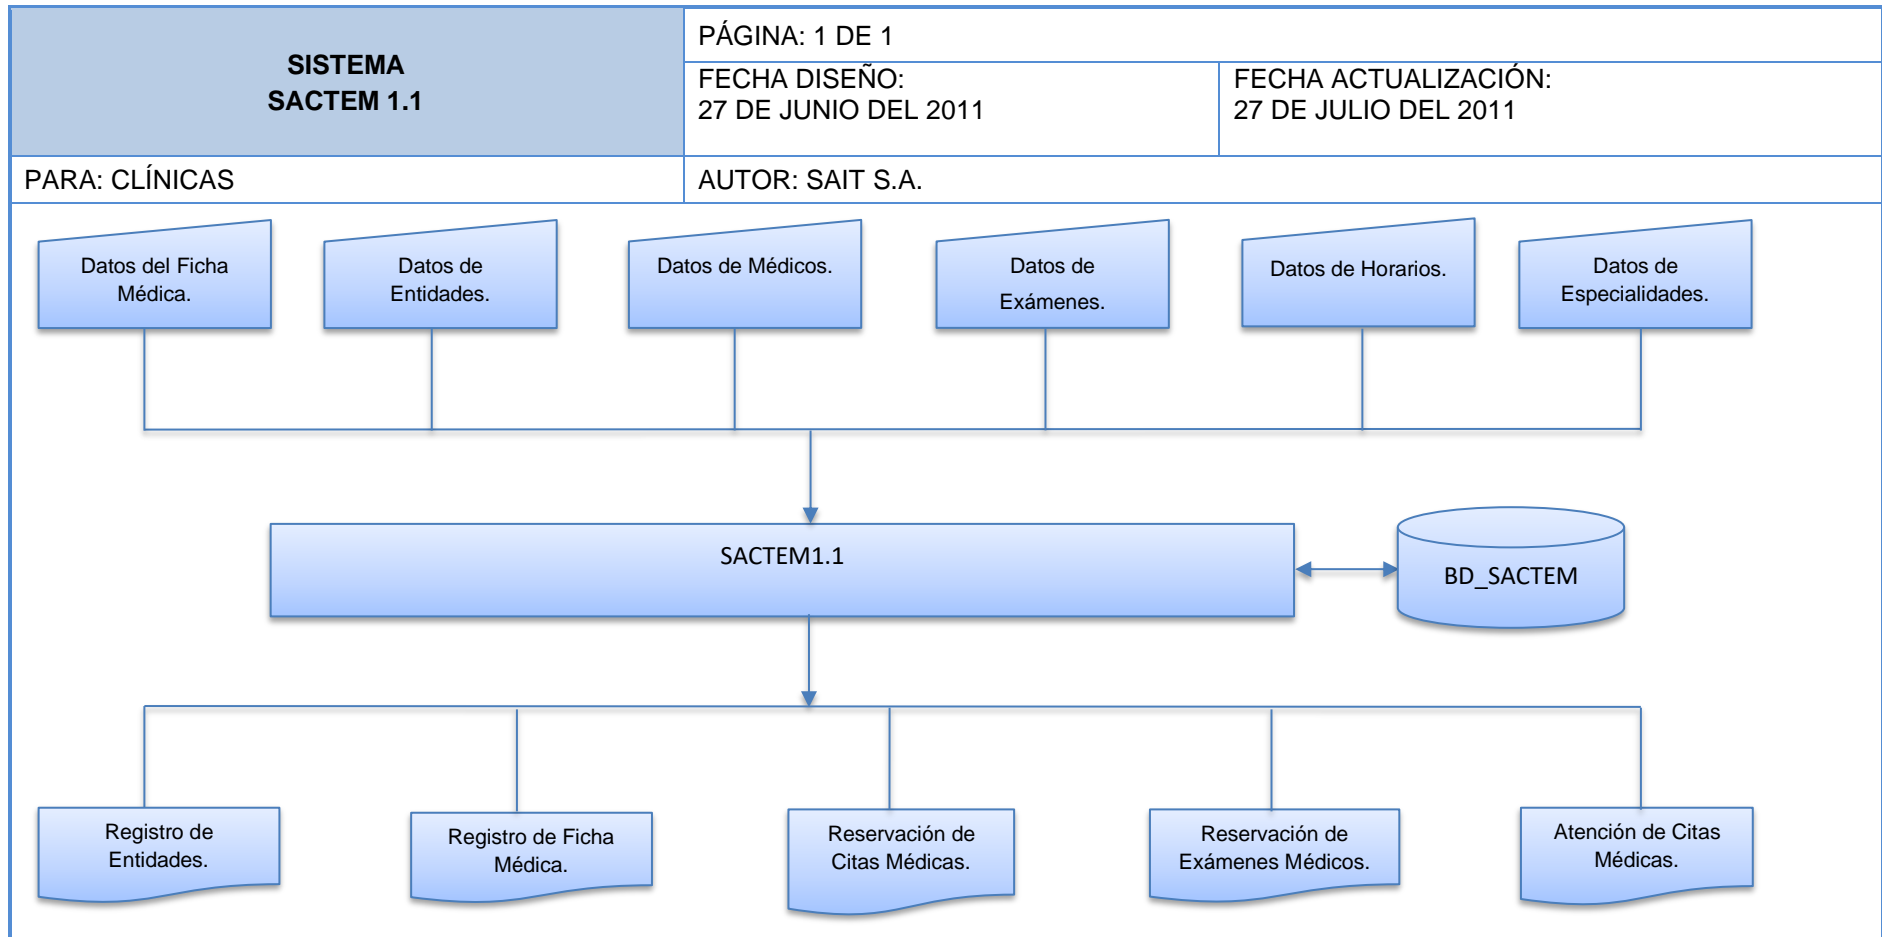 SISTEMA
SACTEM 1.1
PÁGINA: 1 DE 1
FECHA DISEÑO:
27 DE JUNIO DEL 2011
FECHA ACTUALIZACIÓN:
27 DE JULIO DEL 2011
PARA: CLÍNICAS
AUTOR: SAIT S.A.
Datos del Ficha
Médica.
Datos de
Entidades.
Datos de Médicos.
Datos de
Exámenes.
Datos de Horarios.
Datos de
Especialidades.
SACTEM1.1
BD_SACTEM
Registro de
Entidades.
Registro de Ficha
Médica.
Reservación de
Citas Médicas.
Reservación de
Exámenes Médicos.
Atención de Citas
Médicas.